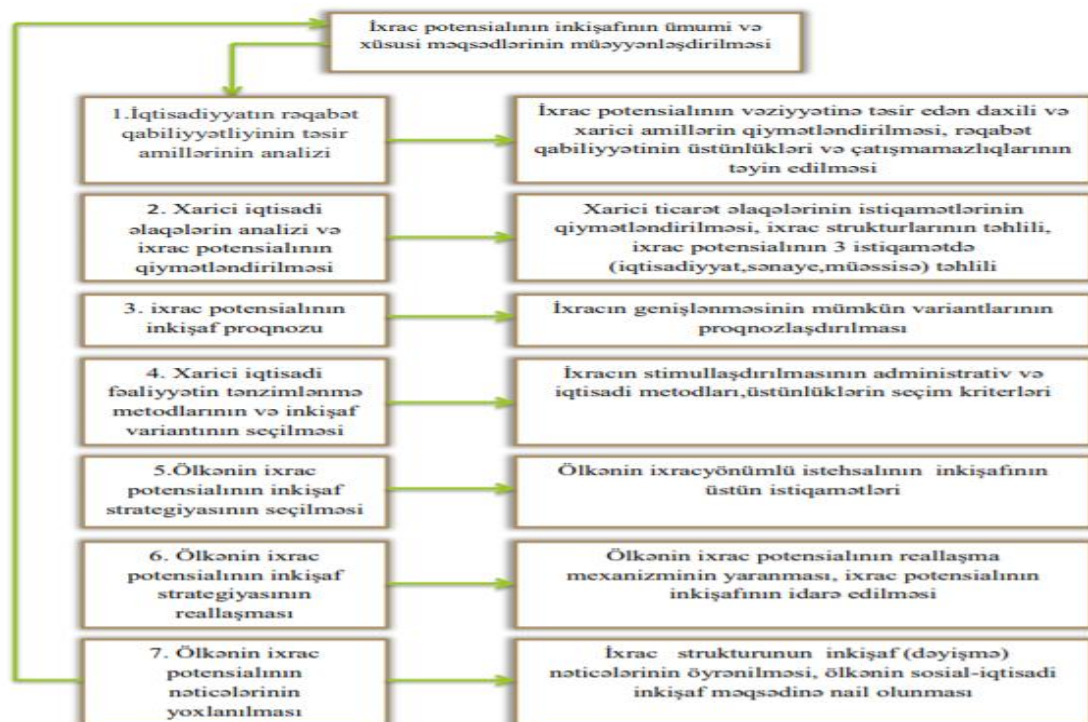 İxrac potensialının inkişafının ümumi və
xüsusi məqsədlərinin müəyyənləşdirilməsi
1.İqtisadiyyatın rəqabət
qabiliyyətliyinin təsir
amillərinin analizi
İxrac potensialının vəziyyətinə təsir edən daxili və
xarici amillərin qiymətləndirilməsi, rəqabət
qabiliyyətinin üstünlükləri və çatışmamazlıqlarının
təyin edilməsi
2. Xarici iqtisadi
əlaqələrin analizi və
ixrac potensialının
qiymətləndirilməsi
Xarici ticarət əlaqələrinin istiqamətlərinin
qiymətləndirilməsi, ixrac strukturlarının təhlili,
ixrac potensialının 3 istiqamətdə
(iqtisadiyyat,sənaye,müəssisə) təhlili
3. ixrac potensialının
inkişaf proqnozu
İxracın genişlənməsinin mümkün variantlarının
proqnozlaşdırılması
4. Xarici iqtisadi
fəaliyyətin tənzimlənmə
metodlarının və inkişaf
variantının seçilməsi
İxracın stimullaşdırılmasının administrativ və
iqtisadi metodları,üstünlüklərin seçim kriterləri
5.Ölkənin ixrac
potensialının inkişaf
strategiyasının seçilməsi
Ölkənin ixracyönümlü istehsalının inkişafının
üstün istiqamətləri
6. Ölkənin ixrac
potensialının inkişaf
strategiyasının
reallaşması
Ölkənin ixrac potensialının reallaşma
mexanizminin yaranması, ixrac potensialının
inkişafının idarə edilməsi
7. Ölkənin ixrac
potensialının
nəticələrinin
yoxlanılması
İxrac strukturunun inkişaf (dəyişmə)
nəticələrinin öyrənilməsi, ölkənin sosial-iqtisadi
inkişaf məqsədinə nail olunması